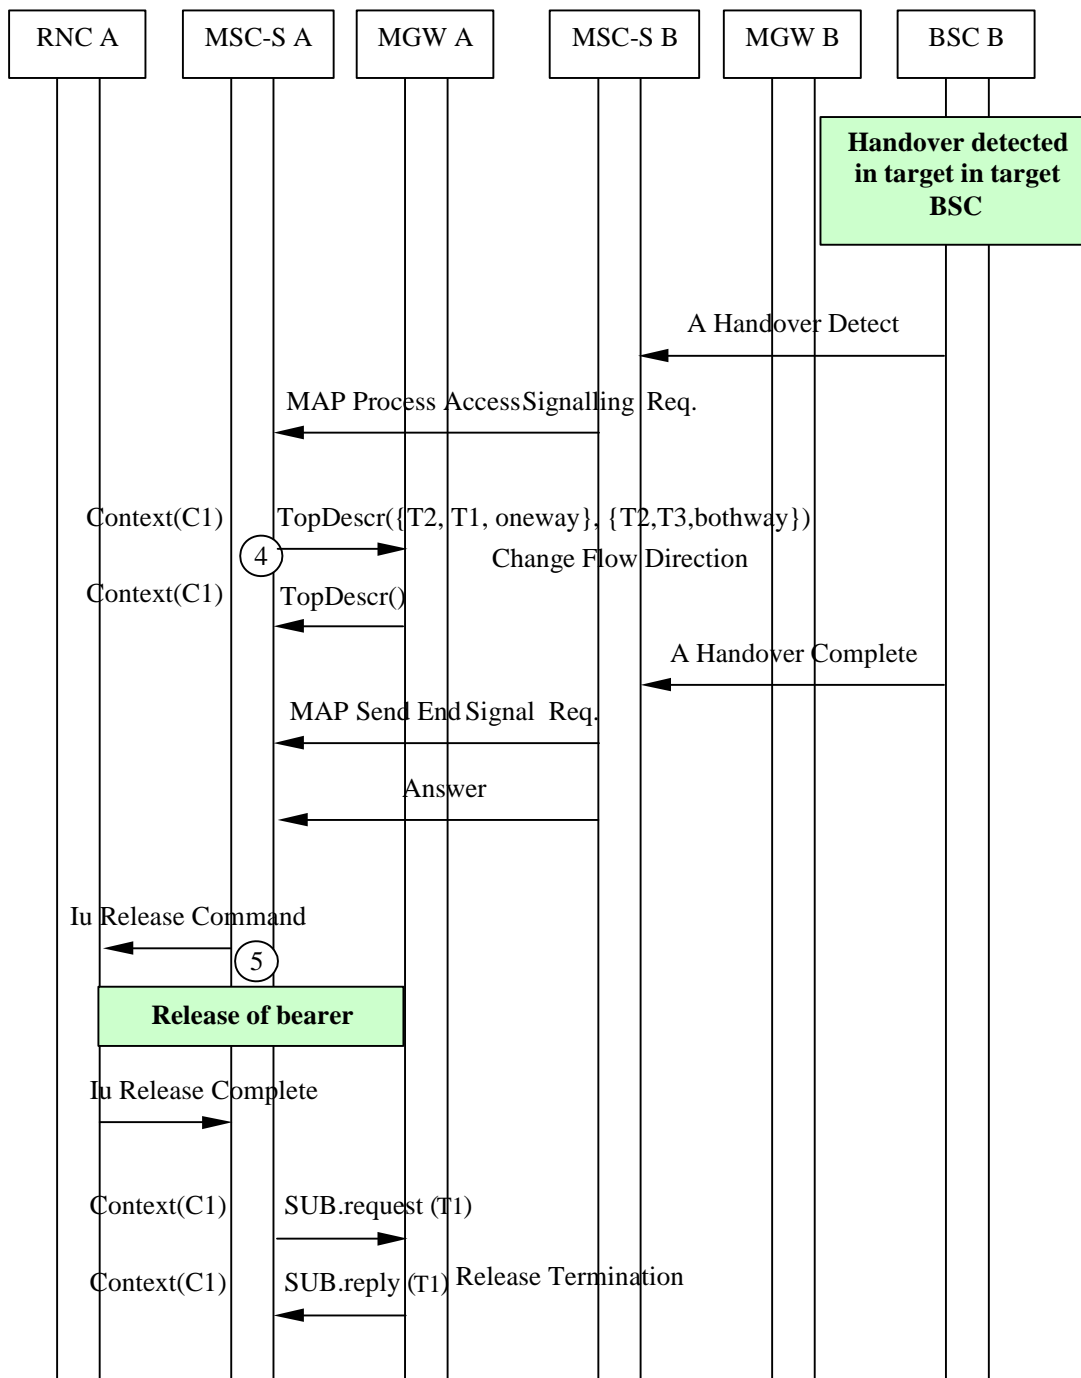 RNC A
MSC-S A
MGW A
MSC-S B
MGW B
BSC B
Handover detected
in target in target
BSC
A Handover Detect
MAP Process AccessSignalling Req.
Context(C1)
TopDescr({T2, T1, oneway}, {T2,T3,bothway})
4
Change Flow Direction
Context(C1)
TopDescr()
A Handover Complete
MAP Send End Signal Req.
Answer
Iu Release Command
5
Release of bearer
Iu Release Complete
Context(C1)
SUB.request (T1)
Context(C1)
SUB.reply (T1)
Release Termination